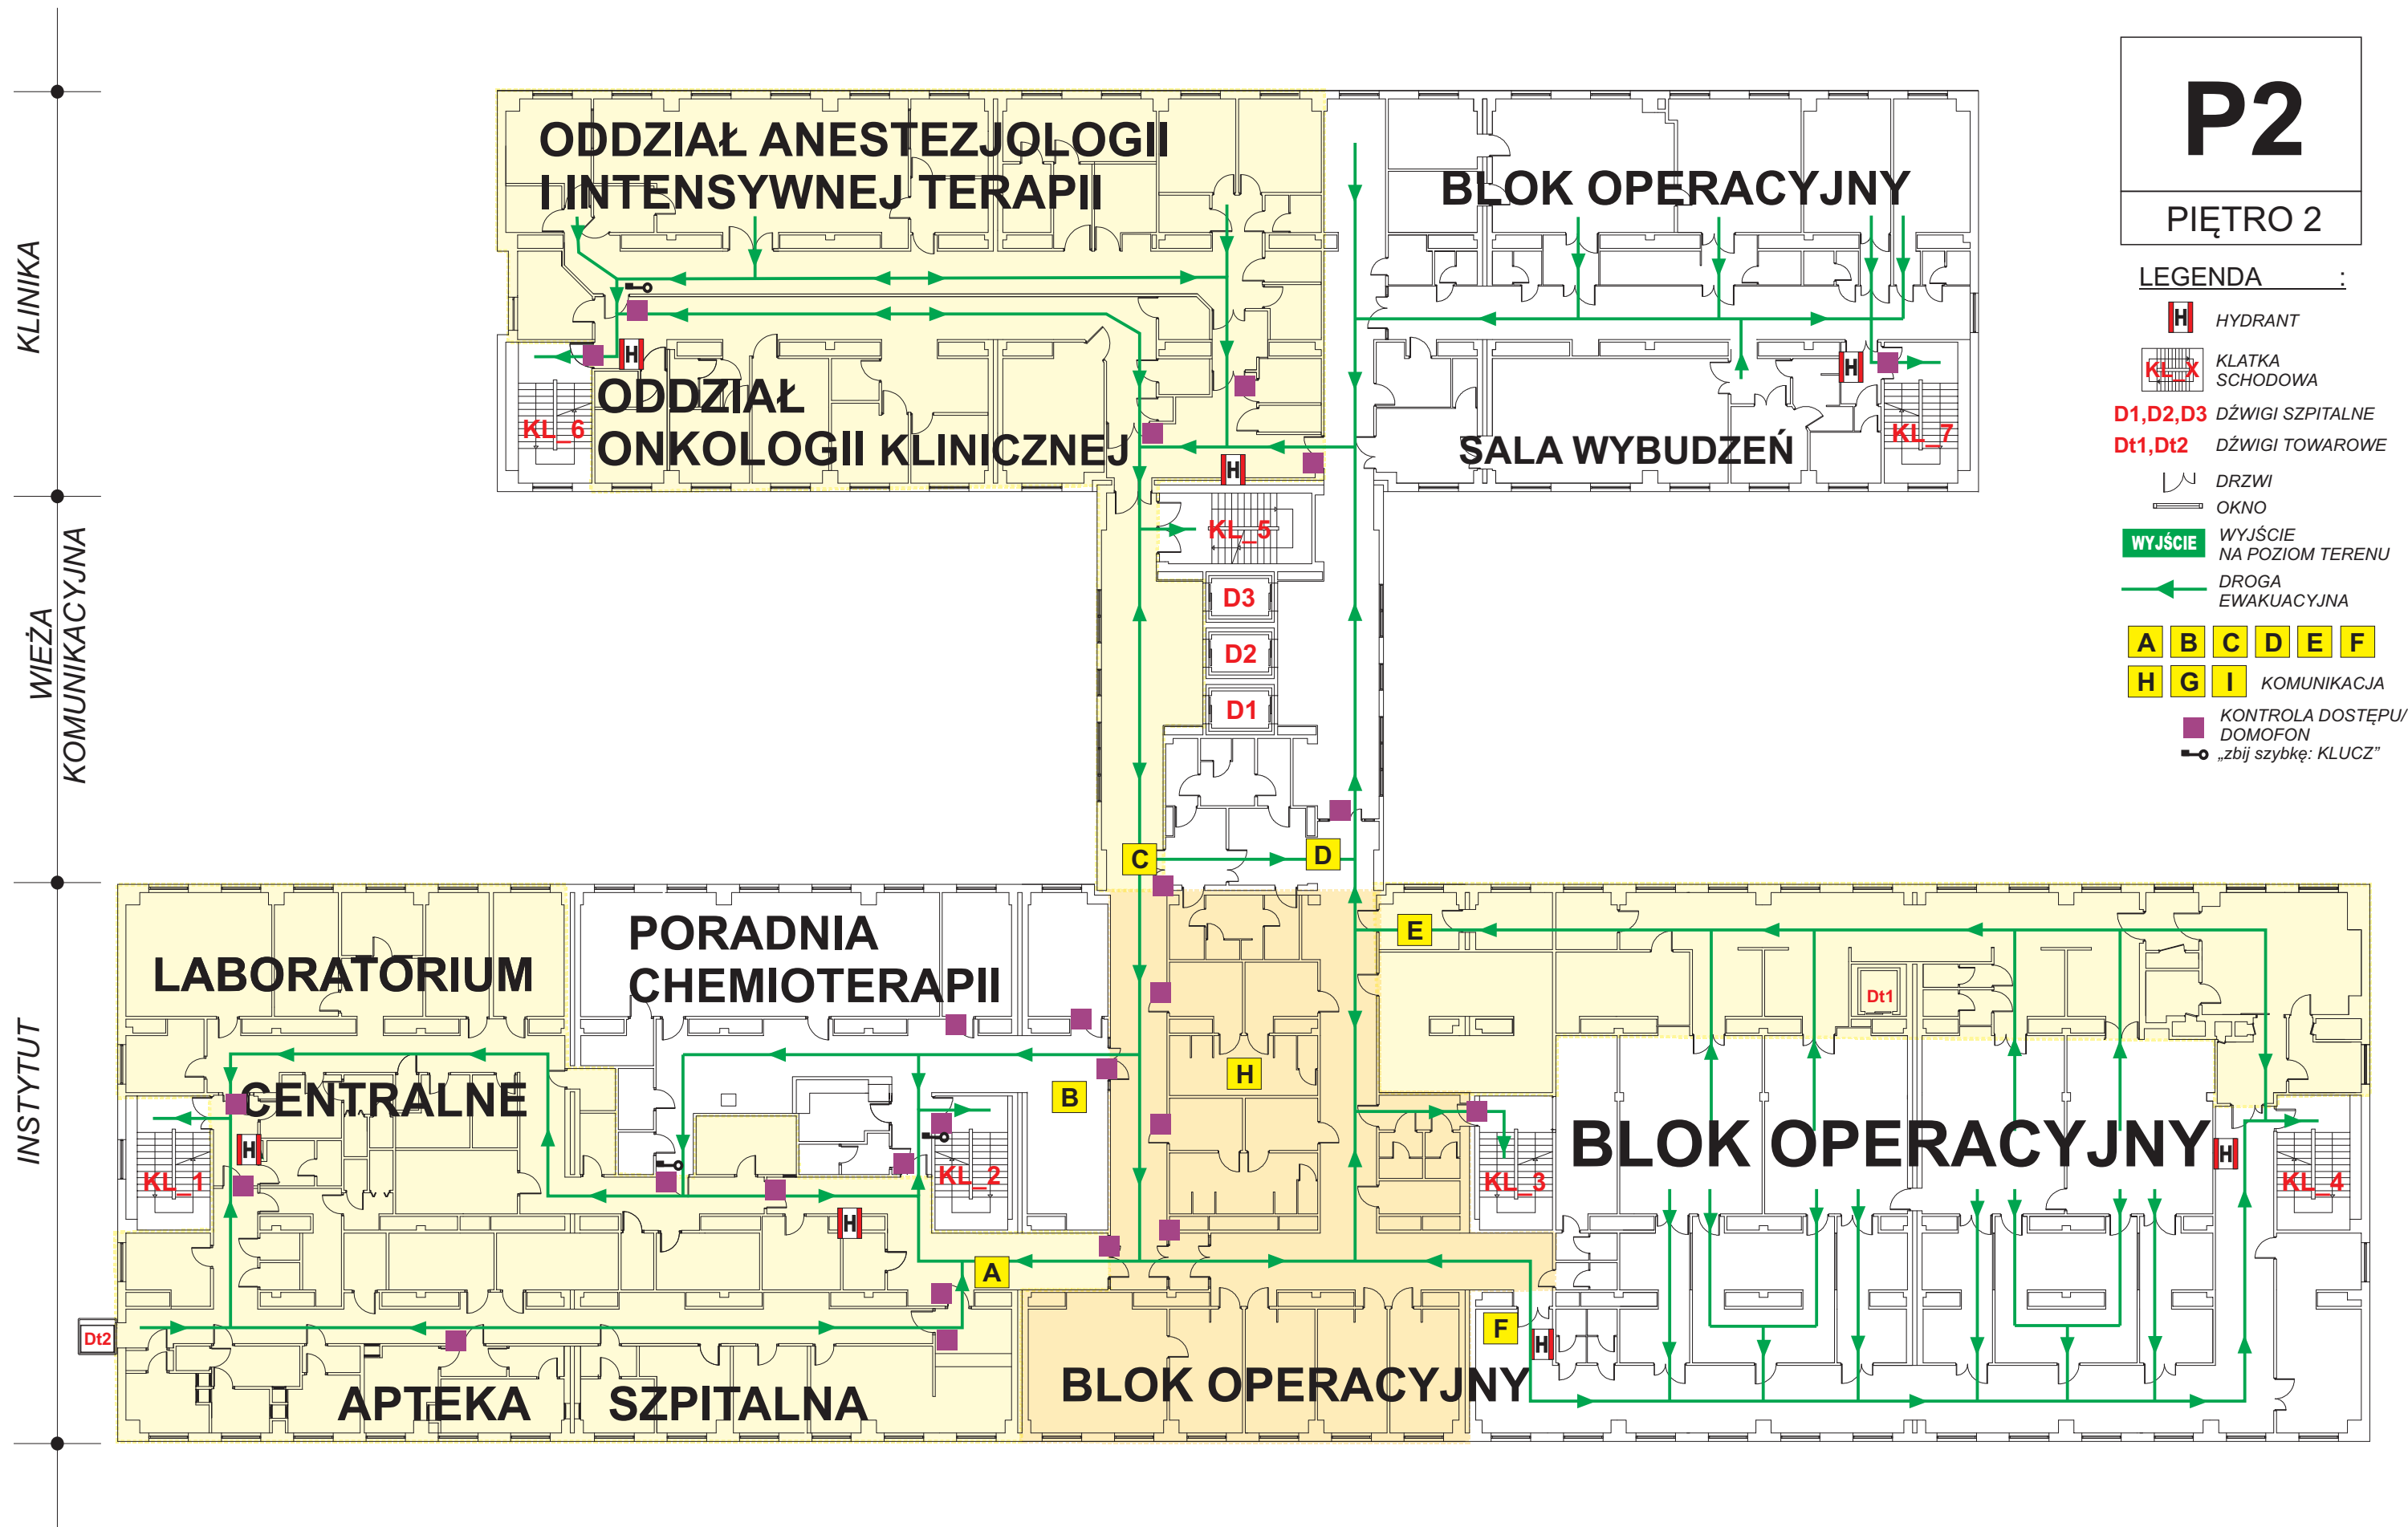 P2
PIĘTRO 2
LEGENDA :
H HYDRANT
KL_X KLATKA
SCHODOWA
D1,D2,D3 DŹWIGI SZPITALNE
Dt1,Dt2 DŹWIGI TOWAROWE
DRZWI
OKNO
WYJŚCIE WYJŚCIE
NA POZIOM TERENU
DROGA
EWAKUACYJNA
A B C D E F
H G I KOMUNIKACJA
KONTROLA DOSTĘPU/
DOMOFON
„zbij szybkę: KLUCZ”
KLINIKA
WIEŻA
KOMUNIKACYJNA
INSTYTUT
ODDZIAŁ ANESTEZJOLOGII
I INTENSYWNEJ TERAPII
BLOK OPERACYJNY
H
H
ODDZIAŁ
ONKOLOGII KLINICZNEJ
KL_6
SALA WYBUDZEŃ
KL_7
H
KL_5
D3
D2
D1
C
D
E
PORADNIA
CHEMIOTERAPII
LABORATORIUM
Dt1
CENTRALNE
B
H
H
KL_1
KL_2
KL_3
BLOK OPERACYJNY
H
KL_4
H
A
Dt2
F
H
APTEKA SZPITALNA
BLOK OPERACYJNY